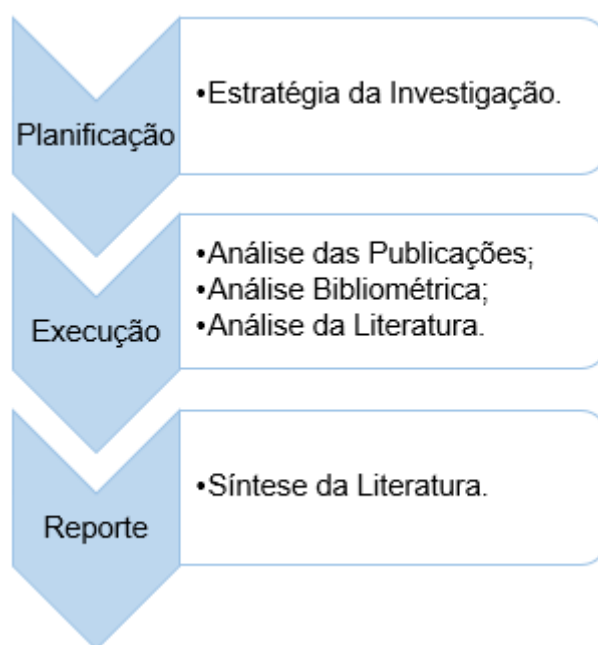 Planificação
•Estratégia da Investigação.
Execução
•Análise das Publicações;
•Análise Bibliométrica;
•Análise da Literatura.
Reporte
•Síntese da Literatura.